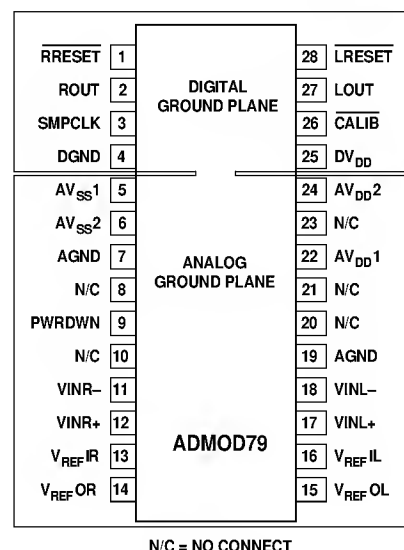 RRESET 1 28 LRESET
ROUT 2 DIGITAL 27 LOUT
GROUND PLANE
SMPCLK 3 26 CALIB
DGND 4 25 DVDD
AVSS1 5 24 AVDD2
AVSS2 6 23 N/C
AGND 7 22 AVDD1
ANALOG
N/C 8 21 N/C
GROUND PLANE
PWRDWN 9 20 N/C
N/C 10 19 AGND
VINR– 11 18 VINL–
VINR+ 12 17 VINL+
ADMOD79
VREFIR 13 16 VREFIL
VREFOR 14 15 VREFOL
N/C = NO CONNECT